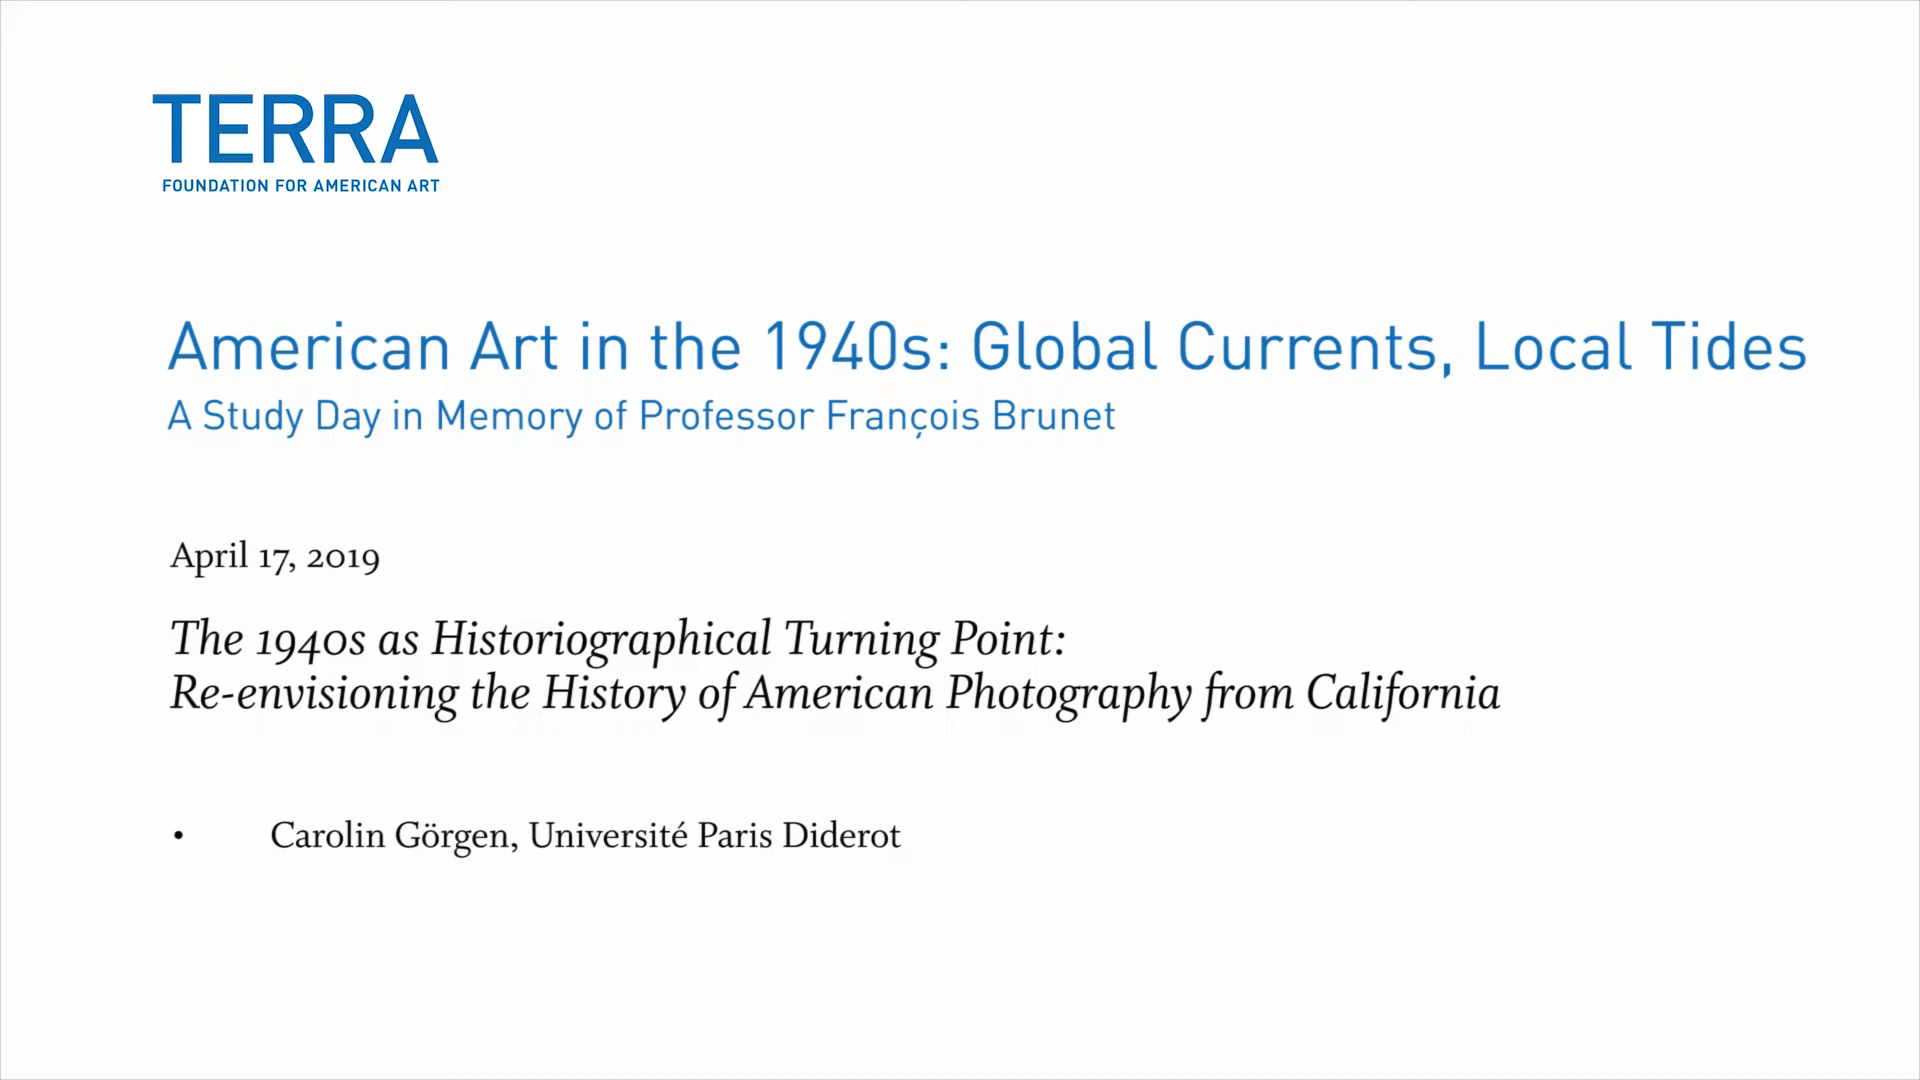 TERRA
FOUNDATION FOR AMERICAN ART
American Art in the 1940s: Global Currents, Local Tides
A Study Day in Memory of Professor François Brunet
April 17, 2019
The 1940s as Historiographical Turning Point:
Re-envisioning the History of American Photography from California
• Carolin Görgen, Université Paris Diderot